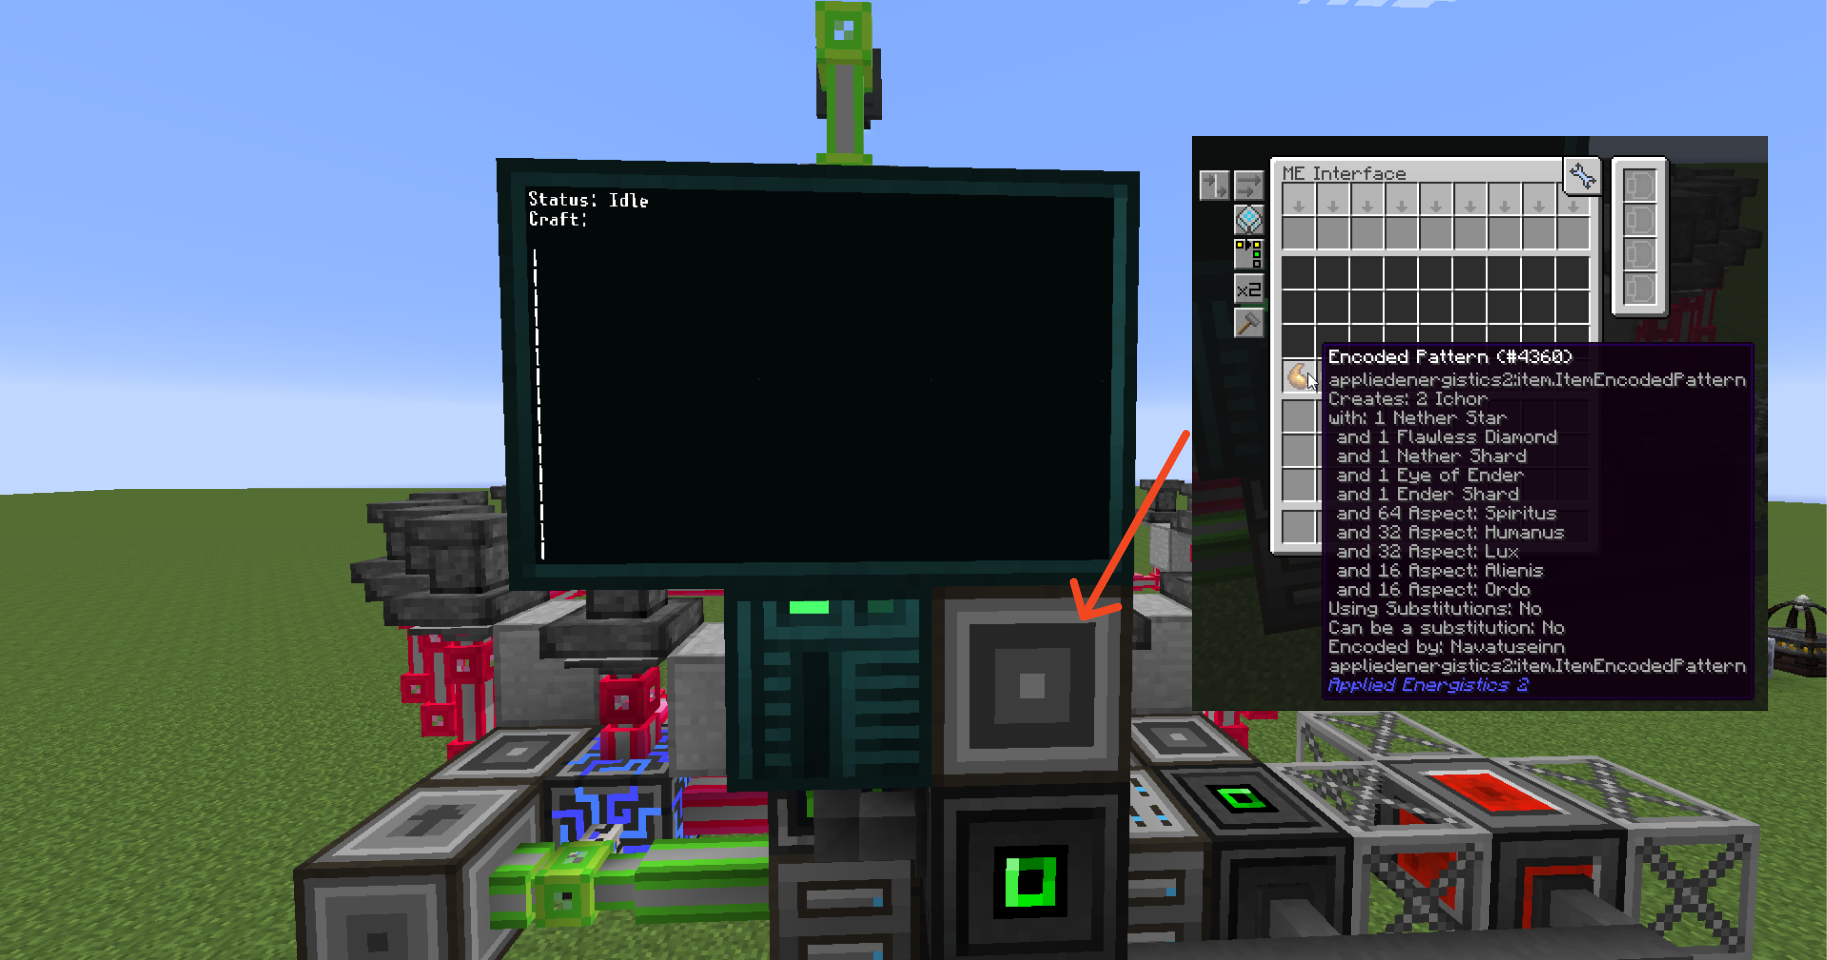 Status: Idle
Craft:
ME Interface
x2
Encoded Pattern (#4360)
appliedenergistics2:item.ItemEncodedPattern
Creates: 2 Ichor
with: 1 Nether Star
and 1 Flawless Diamond
and 1 Nether Shard
and 1 Eye of Ender
and 1 Ender Shard
and 64 Aspect: Spiritus
and 32 Aspect: Humanus
and 32 Aspect: Lux
and 16 Aspect: Alienis
and 16 Aspect: Ordo
Using Substitutions: No
Can be a substitution: No
Encoded by: Navatuseinn
appliedenergistics2:item.ItemEncodedPattern
Applied Energistics 2